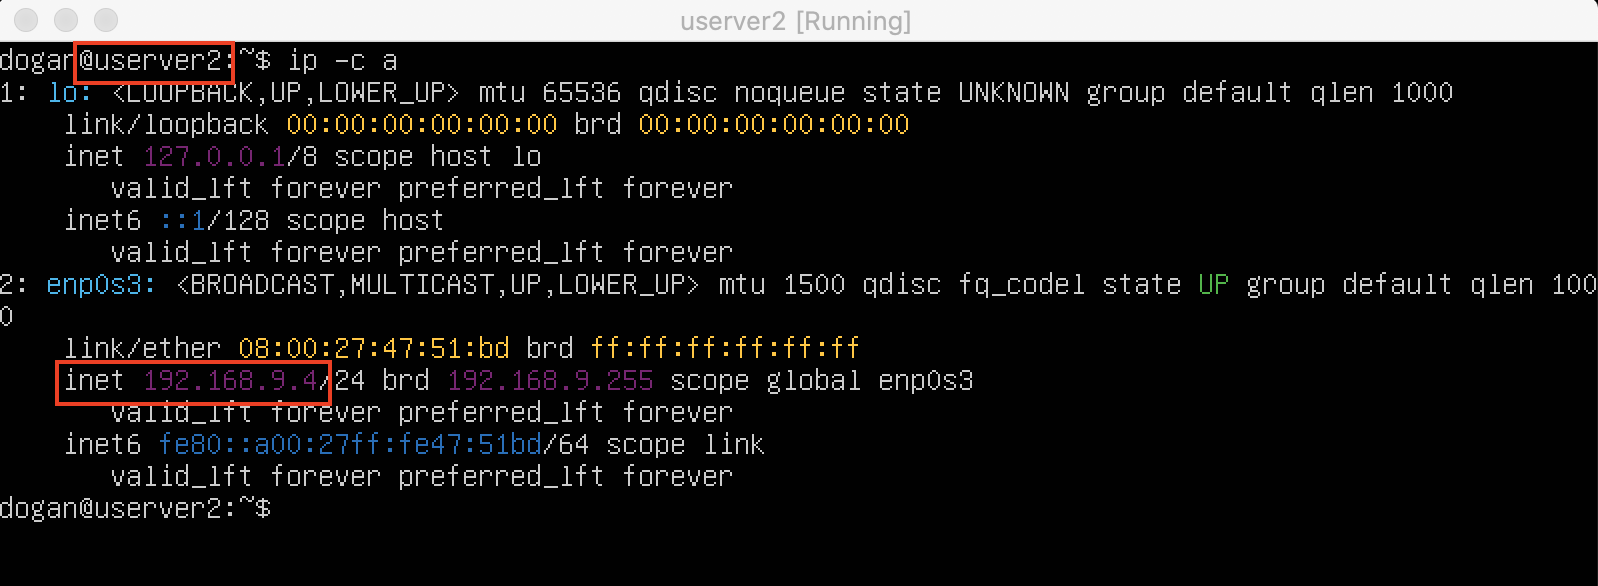 userver2 [Running]
dogan@userver2:~$ ip -c a
1: lo: <LOOPBACK,UP,LOWER_UP> mtu 65536 qdisc noqueue state UNKNOWN group default qlen 1000
    link/loopback 00:00:00:00:00:00 brd 00:00:00:00:00:00
    inet 127.0.0.1/8 scope host lo
       valid_lft forever preferred_lft forever
    inet6 ::1/128 scope host
       valid_lft forever preferred_lft forever
2: enp0s3: <BROADCAST,MULTICAST,UP,LOWER_UP> mtu 1500 qdisc fq_codel state UP group default qlen 100
0
    link/ether 08:00:27:47:51:bd brd ff:ff:ff:ff:ff:ff
    inet 192.168.9.4/24 brd 192.168.9.255 scope global enp0s3
       valid_lft forever preferred_lft forever
    inet6 fe80::a00:27ff:fe47:51bd/64 scope link
       valid_lft forever preferred_lft forever
dogan@userver2:~$